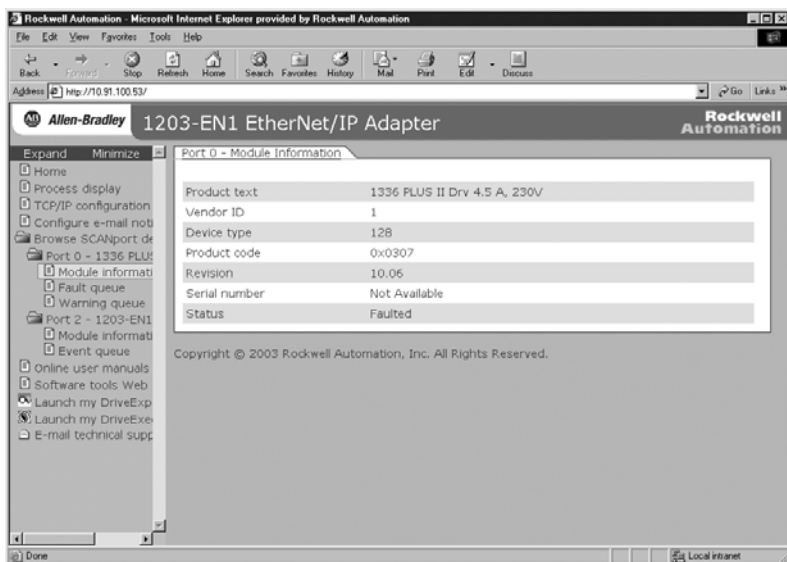 Rockwell Automation - Microsoft Internet Explorer provided by Rockwell Automation
File Edit View Favorites Tools Help
Back Forward Stop Refresh Home Search Favorites History Mail Print Edit Discuss
Address http://10.91.100.53/ Go Links »
AB Allen-Bradley 1203-EN1 EtherNet/IP Adapter Rockwell Automation
Expand Minimize
Home
Process display
TCP/IP configuration
Configure e-mail noti
Browse SCANport de
Port 0 - 1336 PLUS
Module informati
Fault queue
Warning queue
Port 2 - 1203-EN1
Module informati
Event queue
Online user manuals
Software tools Web
Launch my DriveExp
Launch my DriveExe
E-mail technical supp
Port 0 - Module Information
Product text 1336 PLUS II Drv 4.5 A, 230V
Vendor ID 1
Device type 128
Product code 0x0307
Revision 10.06
Serial number Not Available
Status Faulted
Copyright © 2003 Rockwell Automation, Inc. All Rights Reserved.
Done Local intranet